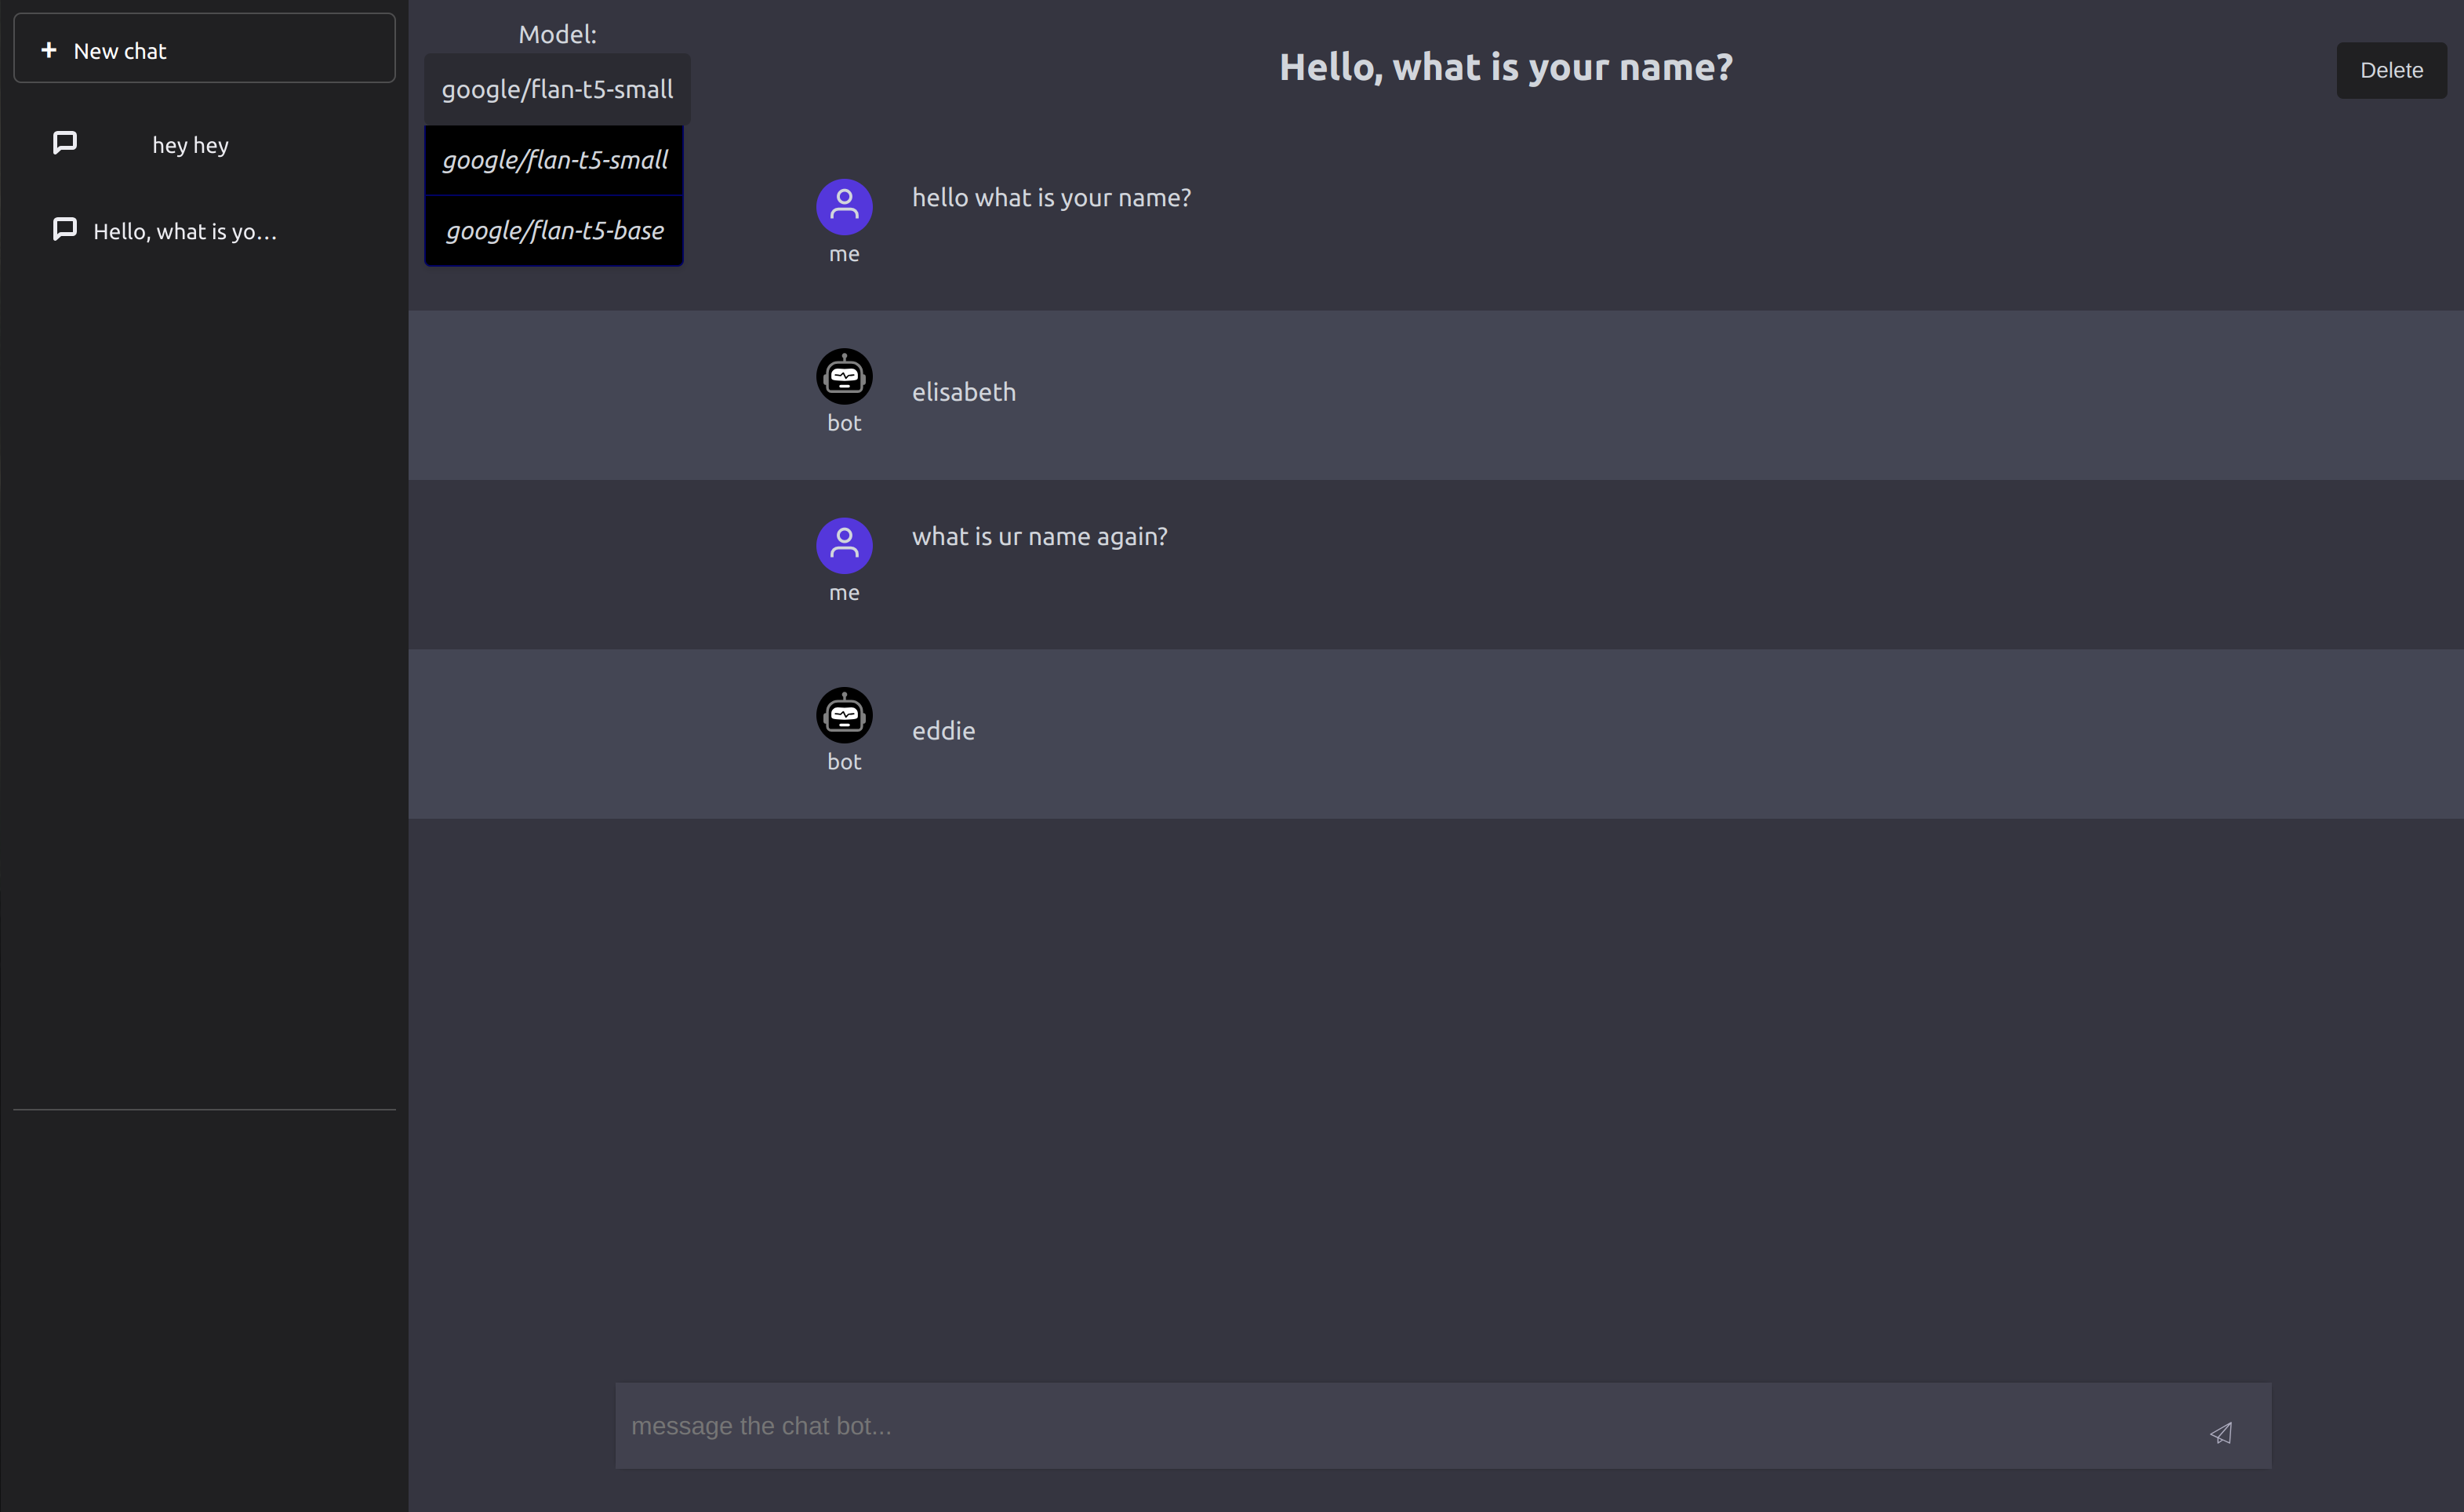 New chat
hey hey
Hello, what is yo...
Model:
google/flan-t5-small
google/flan-t5-small
google/flan-t5-base
Hello, what is your name?
Delete
hello what is your name?
me
elisabeth
bot
what is ur name again?
me
eddie
bot
message the chat bot...